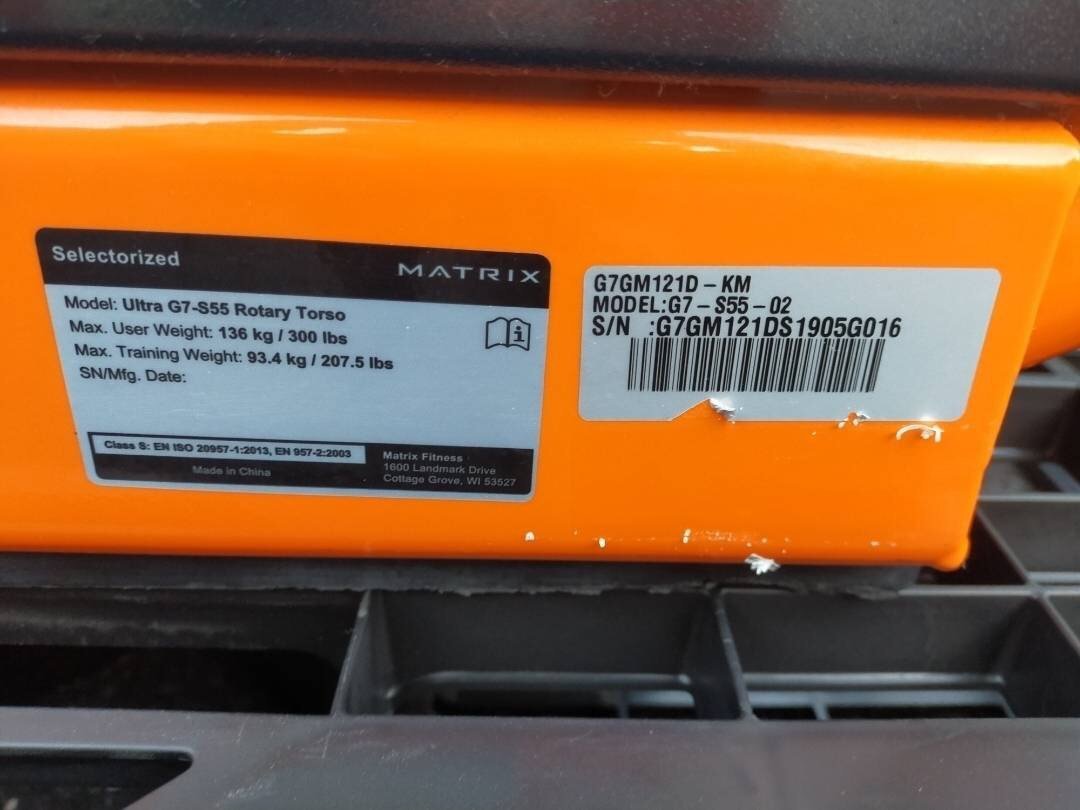 Selectorized
MATRIX
Model: Ultra G7-S55 Rotary Torso
Max. User Weight: 136 kg / 300 lbs
Max. Training Weight: 93.4 kg / 207.5 lbs
SN/Mfg. Date:
Class S: EN ISO 20957-1:2013, EN 957-2:2003
Made in China
Matrix Fitness
1600 Landmark Drive
Cottage Grove, WI 53527
G7GM121D-KM
MODEL:G7-S55-02
S/N :G7GM121DS1905G016